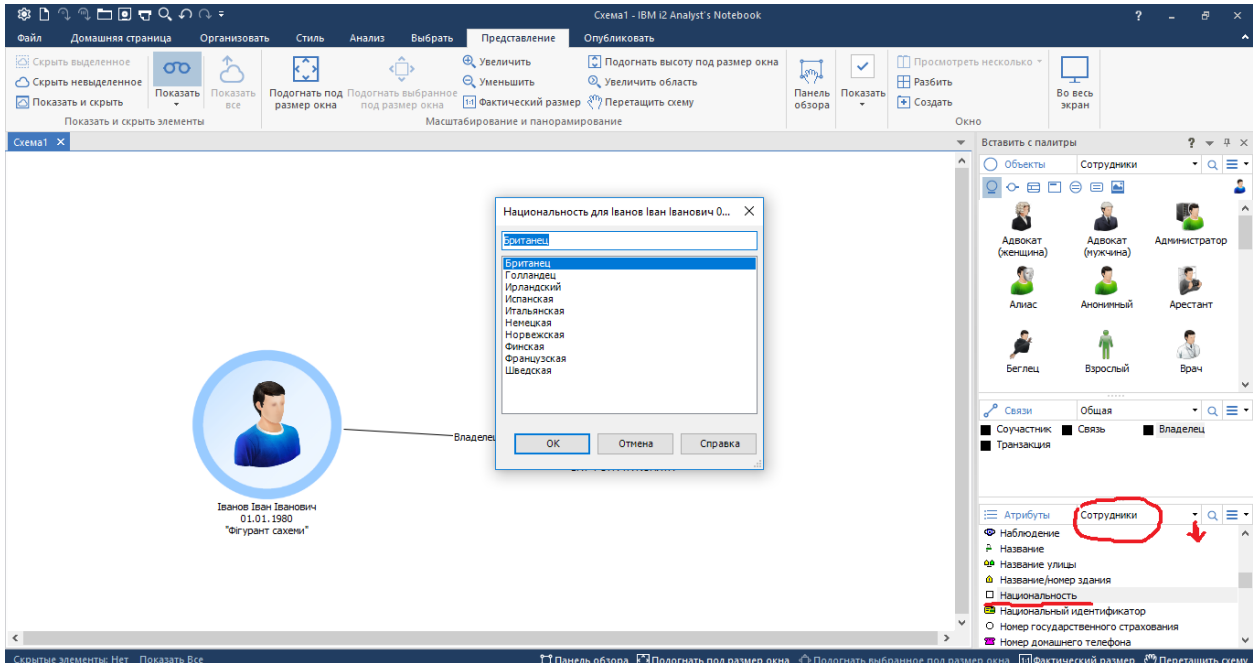 Схема1 - IBM i2 Analyst's Notebook
Файл Домашняя страница Организовать Стиль Анализ Выбрать Представление Опубликовать
Скрыть выделенное
Скрыть невыделенное
Показать и скрыть
Показать
Показать все
Показать и скрыть элементы
Подогнать под размер окна
Подогнать выбранное под размер окна
Увеличить
Уменьшить
Фактический размер
Подогнать высоту под размер окна
Увеличить область
Перетащить схему
Масштабирование и панорамирование
Панель обзора
Показать
Просмотреть несколько
Разбить
Создать
Окно
Во весь экран
Схема1
Национальность для Іванов Іван Іванович 0...
Британец
Британец
Голландец
Ирландский
Испанская
Итальянская
Немецкая
Норвежская
Финская
Французская
Шведская
ОК Отмена Справка
Владелец
Іванов Іван Іванович
01.01.1980
"Фігурант сахеми"
Вставить с палитры
Объекты Сотрудники
Адвокат (женщина)
Адвокат (мужчина)
Администратор
Алиас Анонимный Арестант
Беглец Взрослый Врач
Связи Общая
Соучастник Связь Владелец
Транзакция
Атрибуты Сотрудники
Наблюдение
Название
Название улицы
Название/номер здания
Национальность
Национальный идентификатор
Номер государственного страхования
Номер домашнего телефона
Скрытые элементы: Нет Показать Все
Панель обзора Подогнать под размер окна Подогнать выбранное под размер окна Фактический размер Перетащить схему